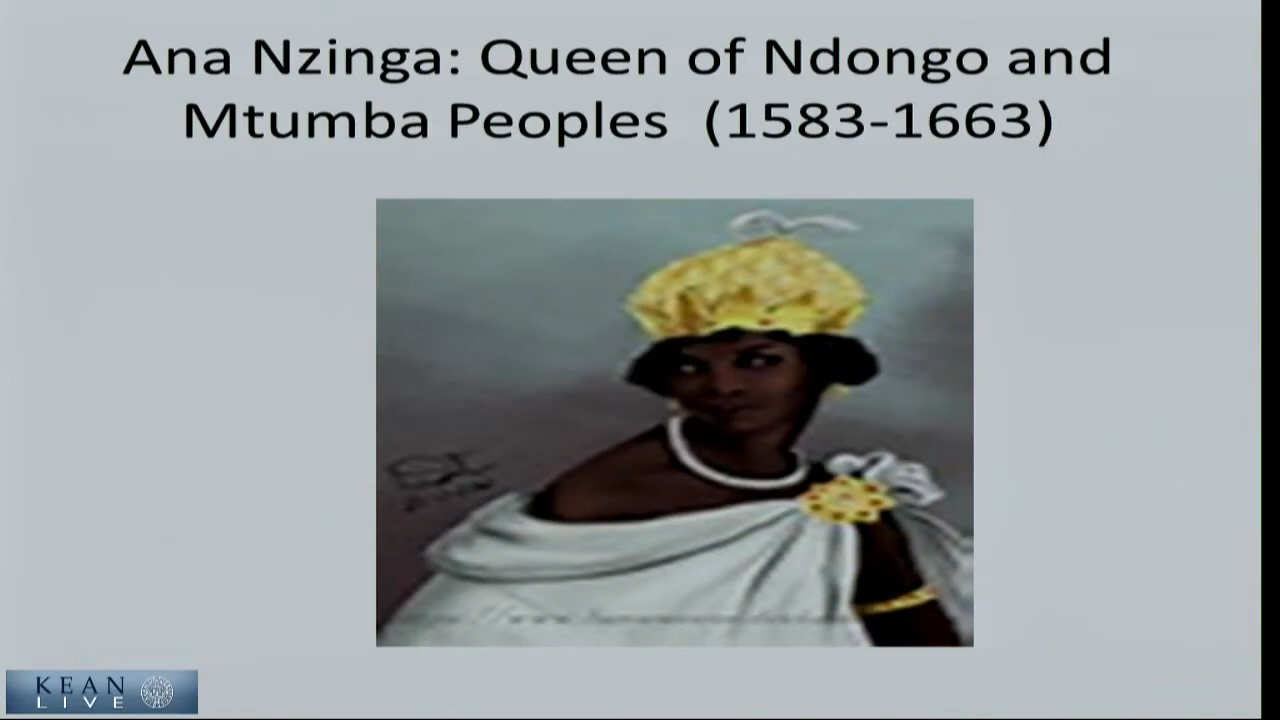 Ana Nzinga: Queen of Ndongo and
Mtumba Peoples (1583-1663)
KEAN
LIVE